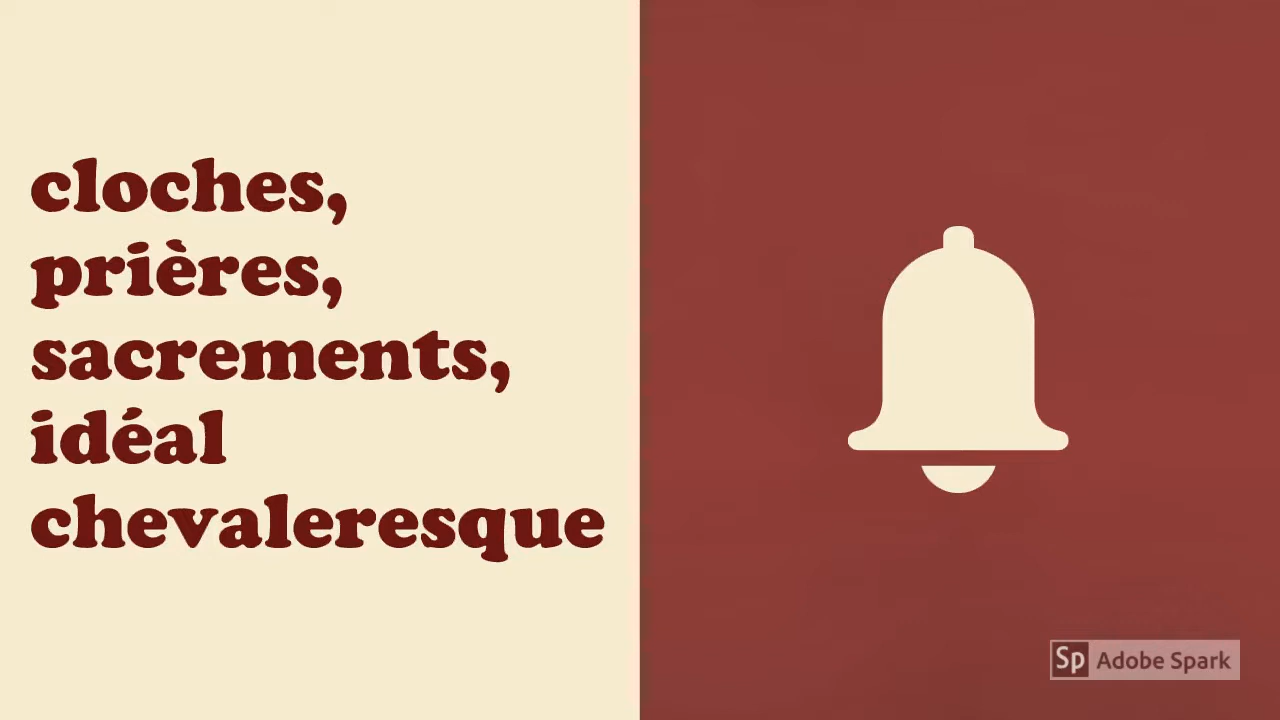 cloches,
prières,
sacrements,
idéal
chevaleresque
Sp Adobe Spark